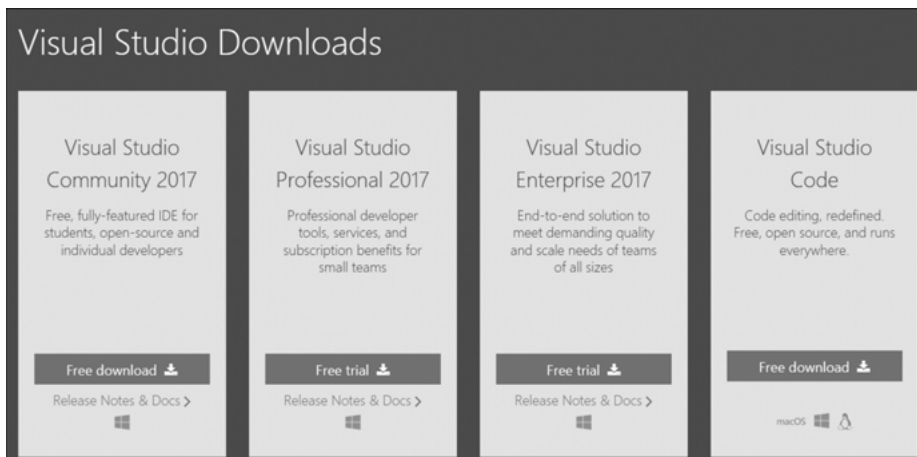 Visual Studio Downloads
Visual Studio
Community 2017
Free, fully-featured IDE for
students, open-source and
individual developers
Free download
Release Notes & Docs >
Visual Studio
Professional 2017
Professional developer
tools, services, and
subscription benefits for
small teams
Free trial
Release Notes & Docs >
Visual Studio
Enterprise 2017
End-to-end solution to
meet demanding quality
and scale needs of teams
of all sizes
Free trial
Release Notes & Docs >
Visual Studio
Code
Code editing, redefined.
Free, open source, and runs
everywhere.
Free download
macOS